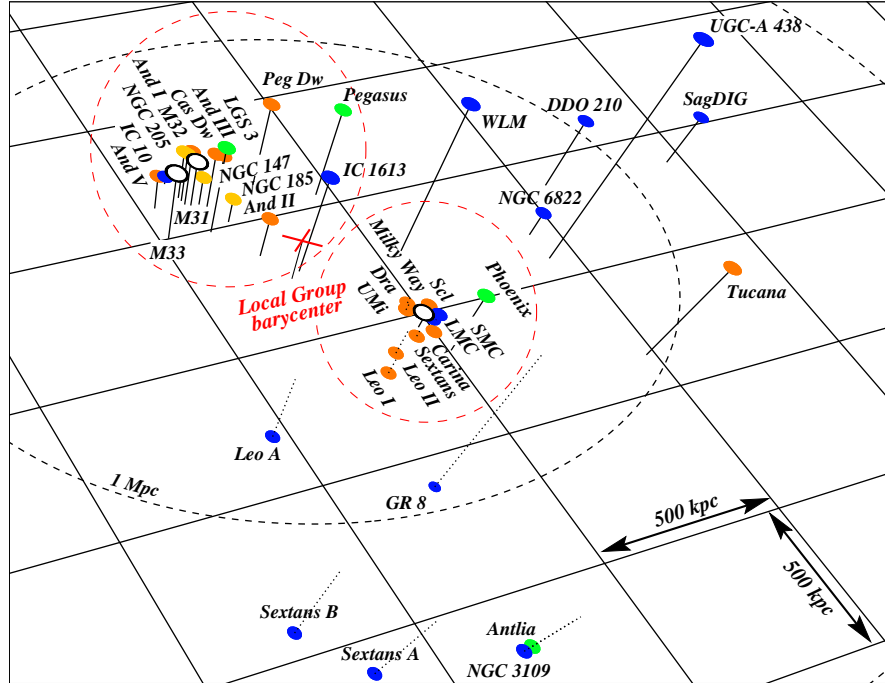 UGC-A 438
And I
M32
Cas Dw
And III
LGS 3
Peg Dw
Pegasus
WLM
DDO 210
SagDIG
NGC 205
IC 10
And V
NGC 147
NGC 185
And II
IC 1613
NGC 6822
M31
M33
Milky Way
Local Group
barycenter
Dra
UMi
Scl
LMC
SMC
Phoenix
Tucana
Carina
Sextans
Leo II
Leo I
Leo A
1 Mpc
GR 8
500 kpc
500 kpc
Sextans B
Sextans A
Antlia
NGC 3109